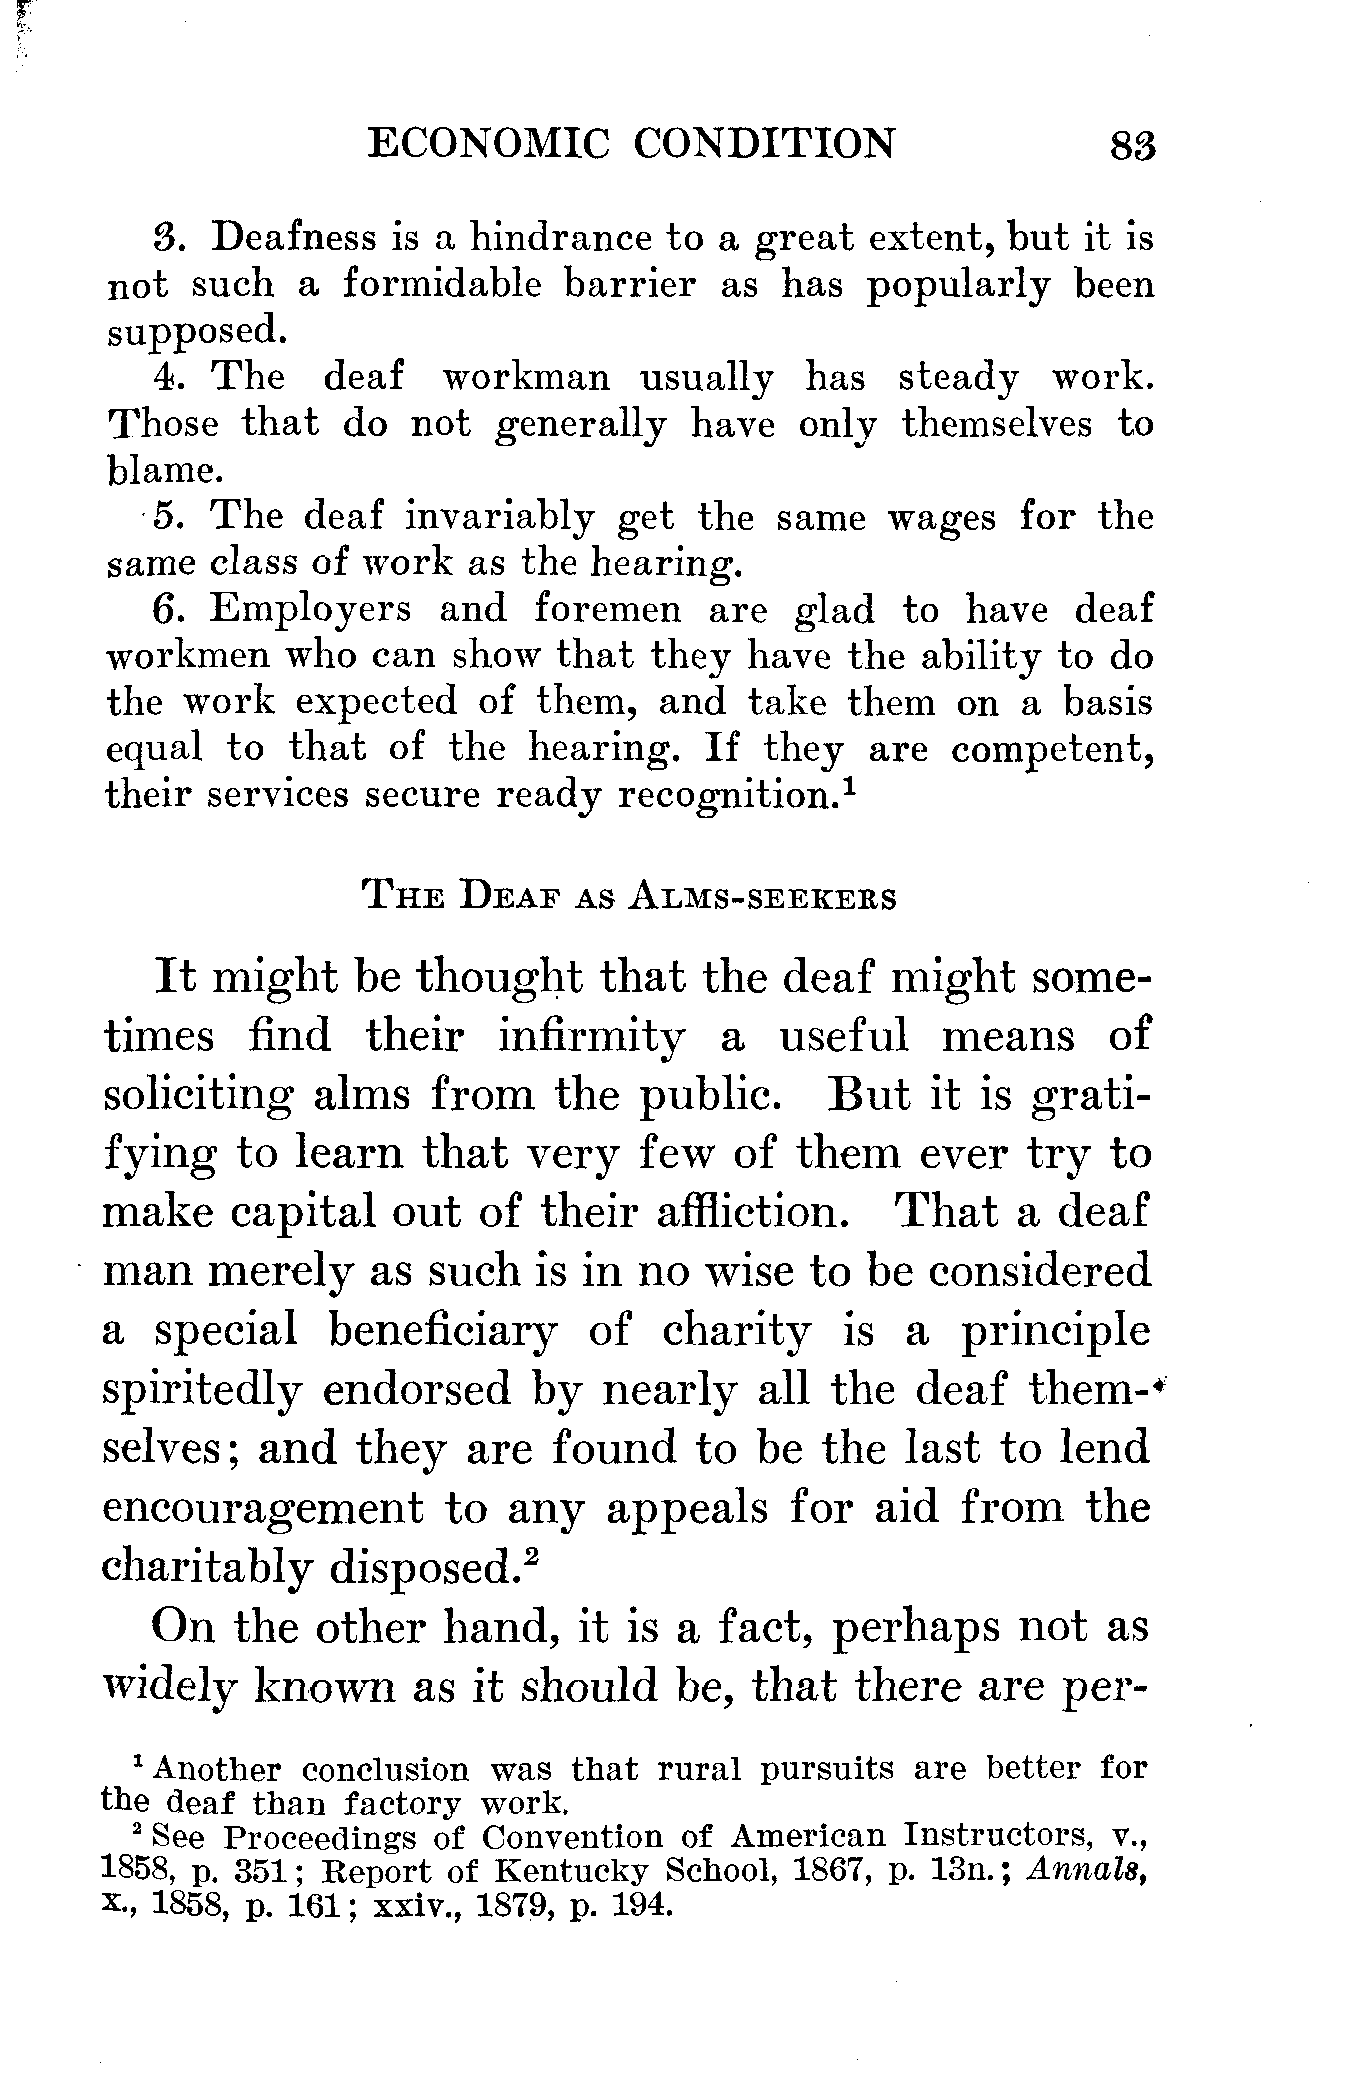 ECONOMIC CONDITION 83
3. Deafness is a hindrance to a great extent, but it is
not such a formidable barrier as has popularly been
supposed.
4. The deaf workman usually has steady work.
Those that do not generally have only themselves to
blame.
5. The deaf invariably get the same wages for the
same class of work as the hearing.
6. Employers and foremen are glad to have deaf
workmen who can show that they have the ability to do
the work expected of them, and take them on a basis
equal to that of the hearing. If they are competent,
their services secure ready recognition.¹
THE DEAF AS ALMS-SEEKERS
It might be thought that the deaf might some-
times find their infirmity a useful means of
soliciting alms from the public. But it is grati-
fying to learn that very few of them ever try to
make capital out of their affliction. That a deaf
man merely as such is in no wise to be considered
a special beneficiary of charity is a principle
spiritedly endorsed by nearly all the deaf them-
selves; and they are found to be the last to lend
encouragement to any appeals for aid from the
charitably disposed.²
On the other hand, it is a fact, perhaps not as
widely known as it should be, that there are per-
¹ Another conclusion was that rural pursuits are better for
the deaf than factory work.
² See Proceedings of Convention of American Instructors, v.,
1858, p. 351; Report of Kentucky School, 1867, p. 13n.; Annals,
x., 1858, p. 161; xxiv., 1879, p. 194.